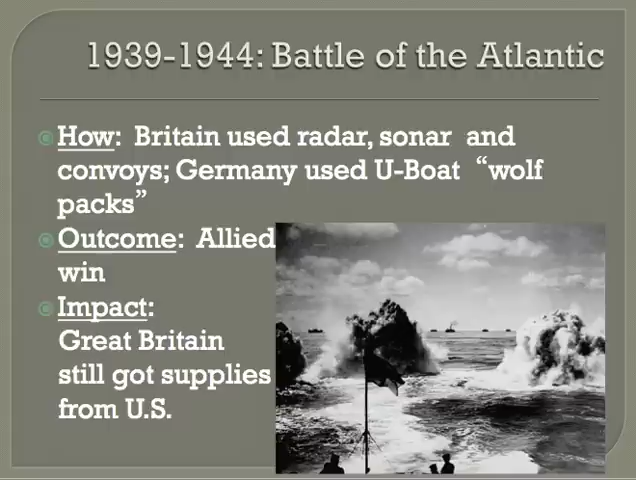 1939-1944: Battle of the Atlantic
How: Britain used radar, sonar and
convoys; Germany used U-Boat “wolf
packs”
Outcome: Allied
win
Impact:
Great Britain
still got supplies
from U.S.